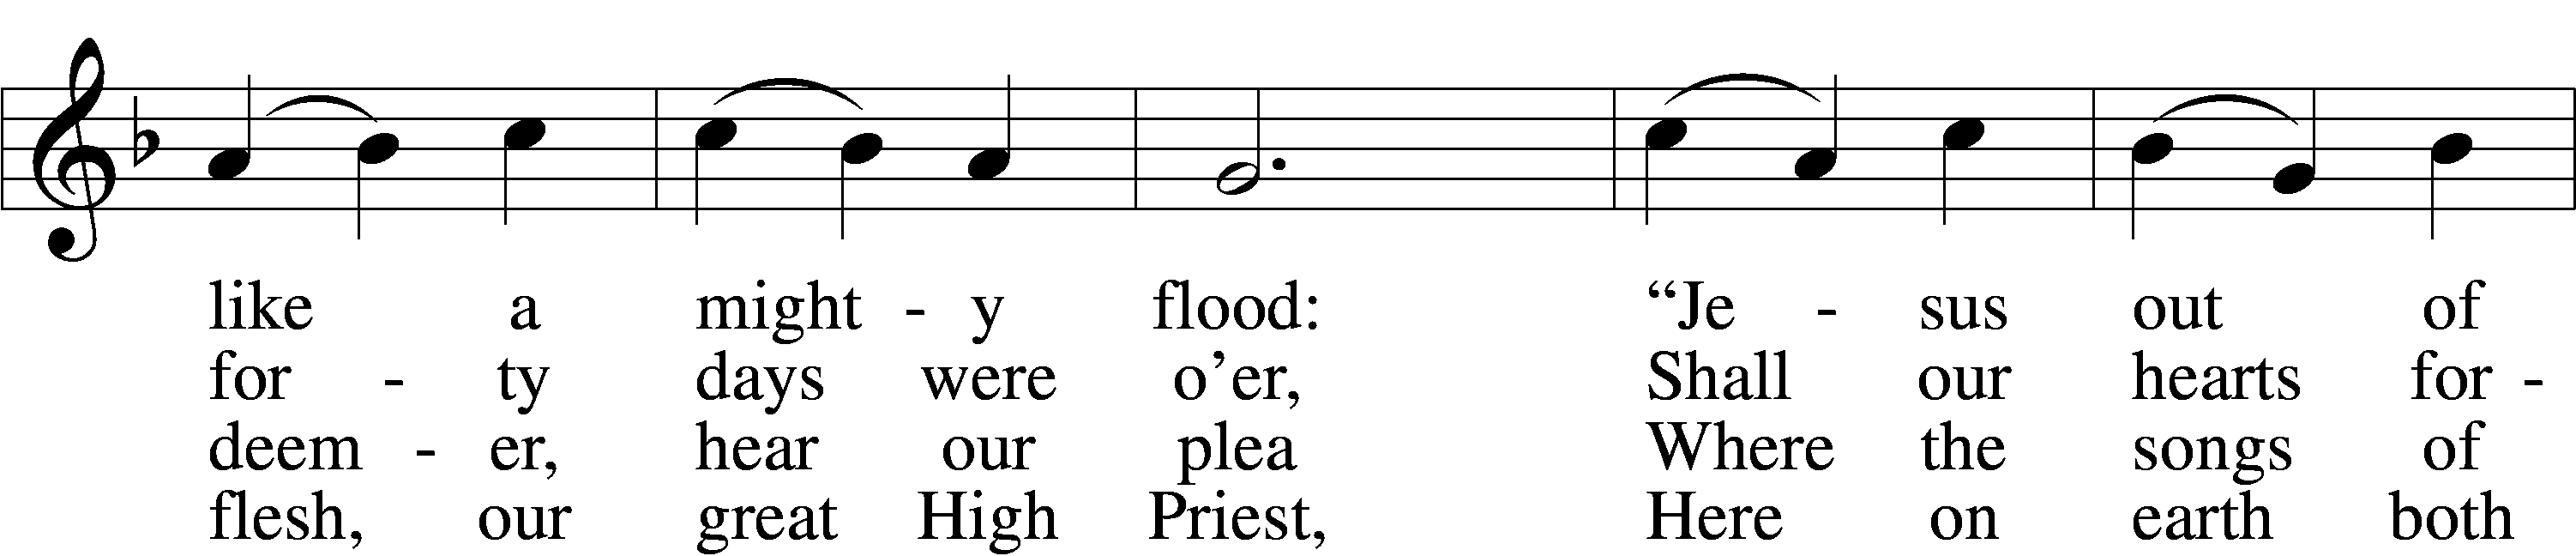 like a might - y flood: “Je - sus out of
for - ty days were o’er, Shall our hearts for -
deem - er, hear our plea Where the songs of
flesh, our great High Priest, Here on earth both